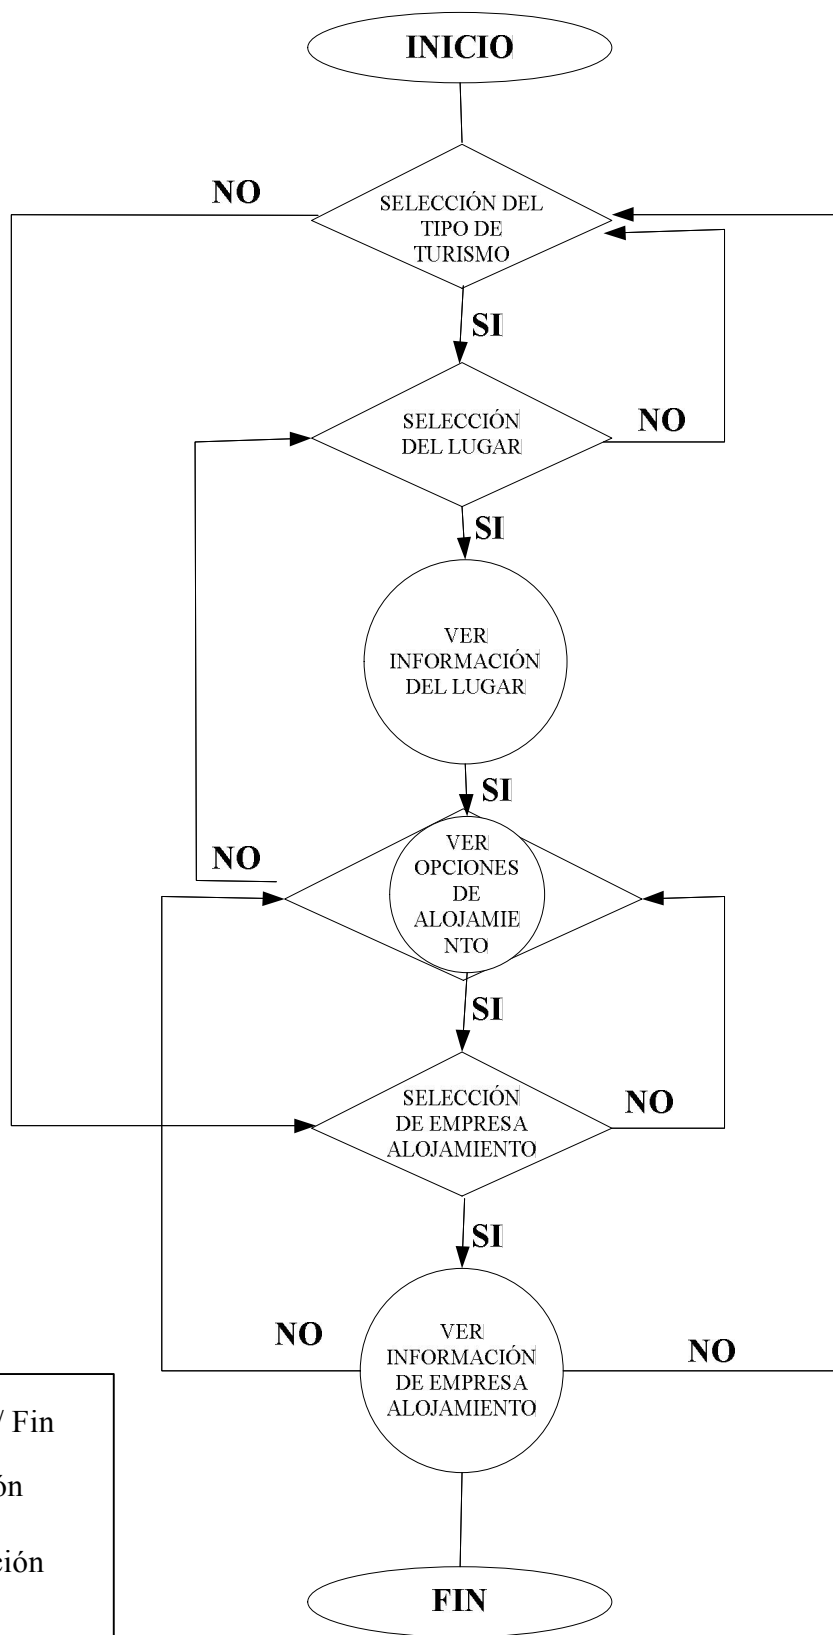 INICIO
NO
SELECCIÓN DEL
TIPO DE
TURISMO
SI
SELECCIÓN
DEL LUGAR
NO
SI
VER
INFORMACIÓN
DEL LUGAR
SI
NO
VER
OPCIONES
DE
ALOJAMIE
NTO
SI
SELECCIÓN
DE EMPRESA
ALOJAMIENTO
NO
SI
NO
VER
INFORMACIÓN
DE EMPRESA
ALOJAMIENTO
NO
/ Fin
FIN